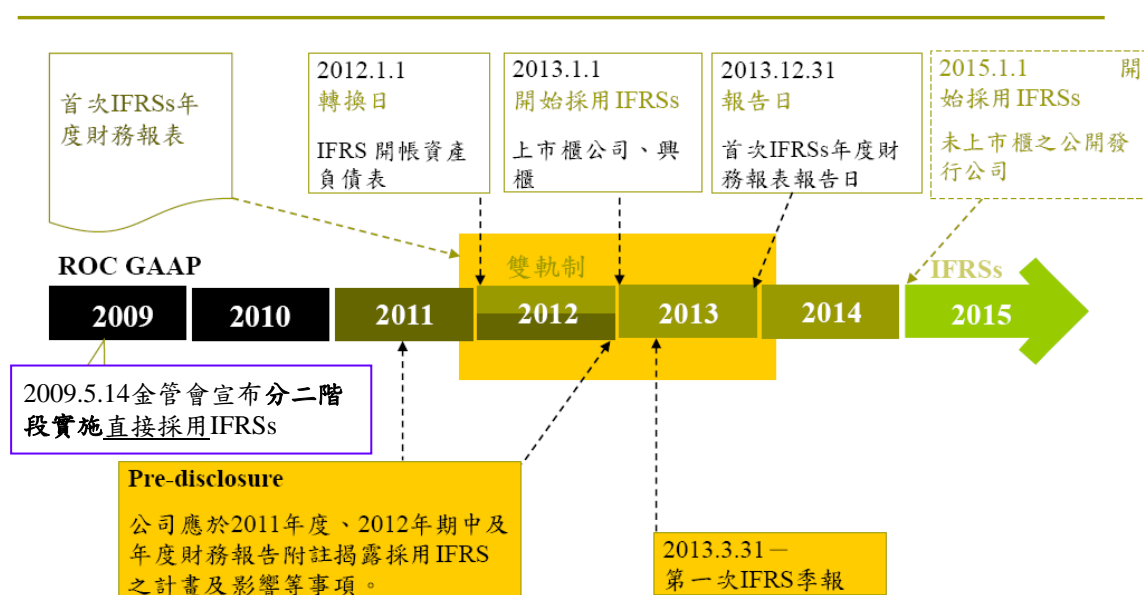 首次IFRSs年
度財務報表
2012.1.1
轉換日
IFRS 開帳資產
負債表
2013.1.1
開始採用IFRSs
上市櫃公司、興
櫃
2013.12.31
報告日
首次IFRSs年度財
務報表報告日
2015.1.1 開
始採用IFRSs
未上市櫃之公開發
行公司
ROC GAAP
雙軌制
IFRSs
2009
2010
2011
2012
2013
2014
2015
2009.5.14金管會宣布分二階
段實施直接採用IFRSs
Pre-disclosure
公司應於2011年度、2012年期中及
年度財務報告附註揭露採用IFRS
之計畫及影響等事項。
2013.3.31－
第一次IFRS季報